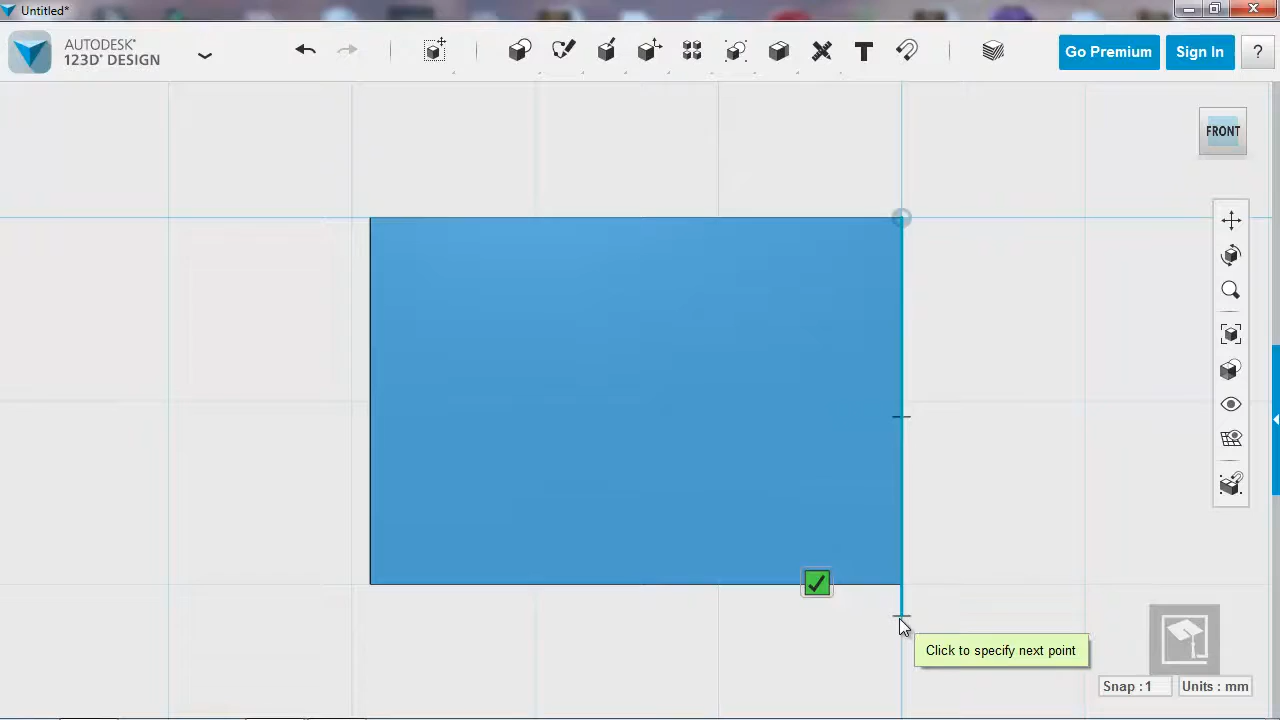 Untitled*
AUTODESK®
123D® DESIGN
Go Premium
Sign In
?
FRONT
Click to specify next point
Snap : 1
Units : mm